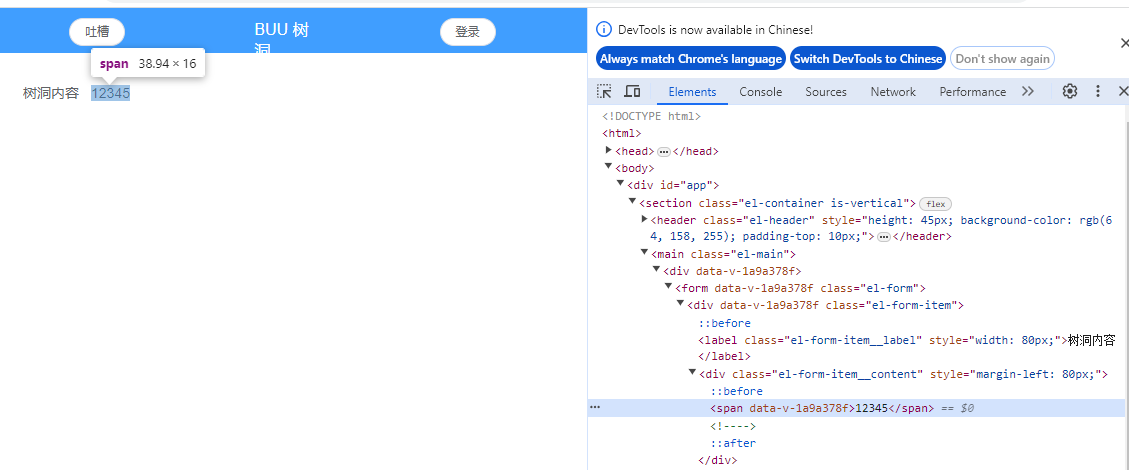 吐槽
BUU 树
洞
登录
span 38.94 × 16
树洞内容 12345
DevTools is now available in Chinese!
Always match Chrome's language
Switch DevTools to Chinese
Don't show again
Elements
Console
Sources
Network
Performance
<!DOCTYPE html>
<html>
<head> ••• </head>
<body>
<div id="app">
<section class="el-container is-vertical"> flex
<header class="el-header" style="height: 45px; background-color: rgb(6
4, 158, 255); padding-top: 10px;"> ••• </header>
<main class="el-main">
<div data-v-1a9a378f>
<form data-v-1a9a378f class="el-form">
<div data-v-1a9a378f class="el-form-item">
::before
<label class="el-form-item__label" style="width: 80px;">树洞内容
</label>
<div class="el-form-item__content" style="margin-left: 80px;">
::before
<span data-v-1a9a378f>12345</span> == $0
<!---->
::after
</div>